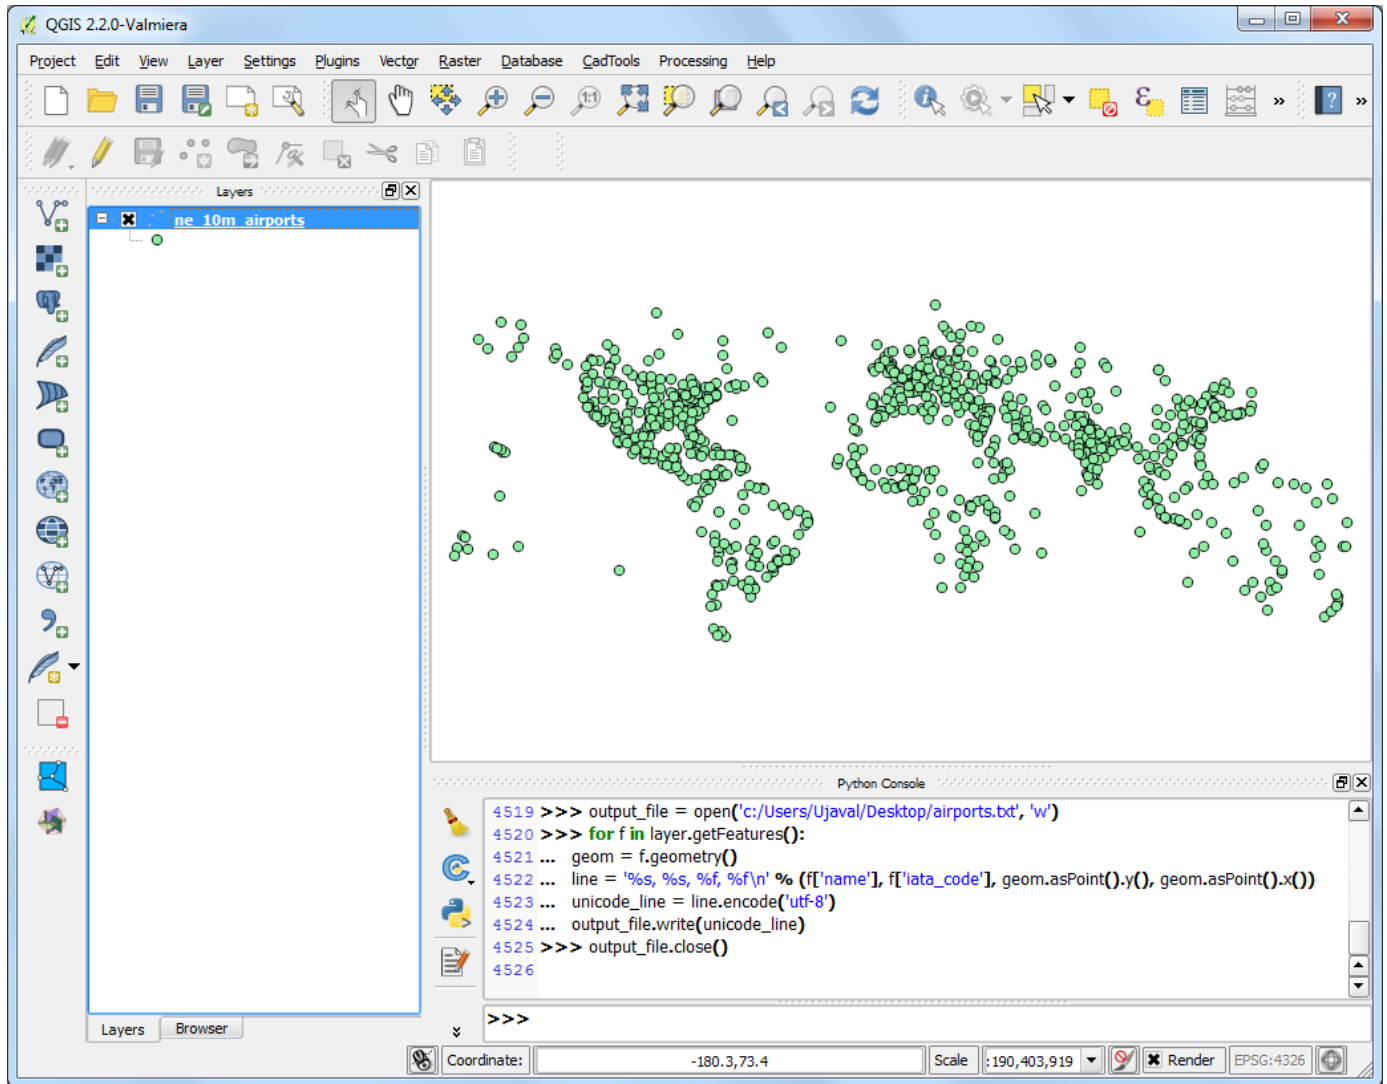 QGIS 2.2.0-Valmiera
Project Edit View Layer Settings Plugins Vector Raster Database CadTools Processing Help
1:1
ε
»
?
»
Layers
ne_10m_airports
Python Console
4519 >>> output_file = open('c:/Users/Ujaval/Desktop/airports.txt', 'w')
4520 >>> for f in layer.getFeatures():
4521 ... geom = f.geometry()
4522 ... line = '%s, %s, %f, %f\n' % (f['name'], f['iata_code'], geom.asPoint().y(), geom.asPoint().x())
4523 ... unicode_line = line.encode('utf-8')
4524 ... output_file.write(unicode_line)
4525 >>> output_file.close()
4526
>>>
Layers Browser
Coordinate: -180.3,73.4 Scale :190,403,919 Render EPSG:4326